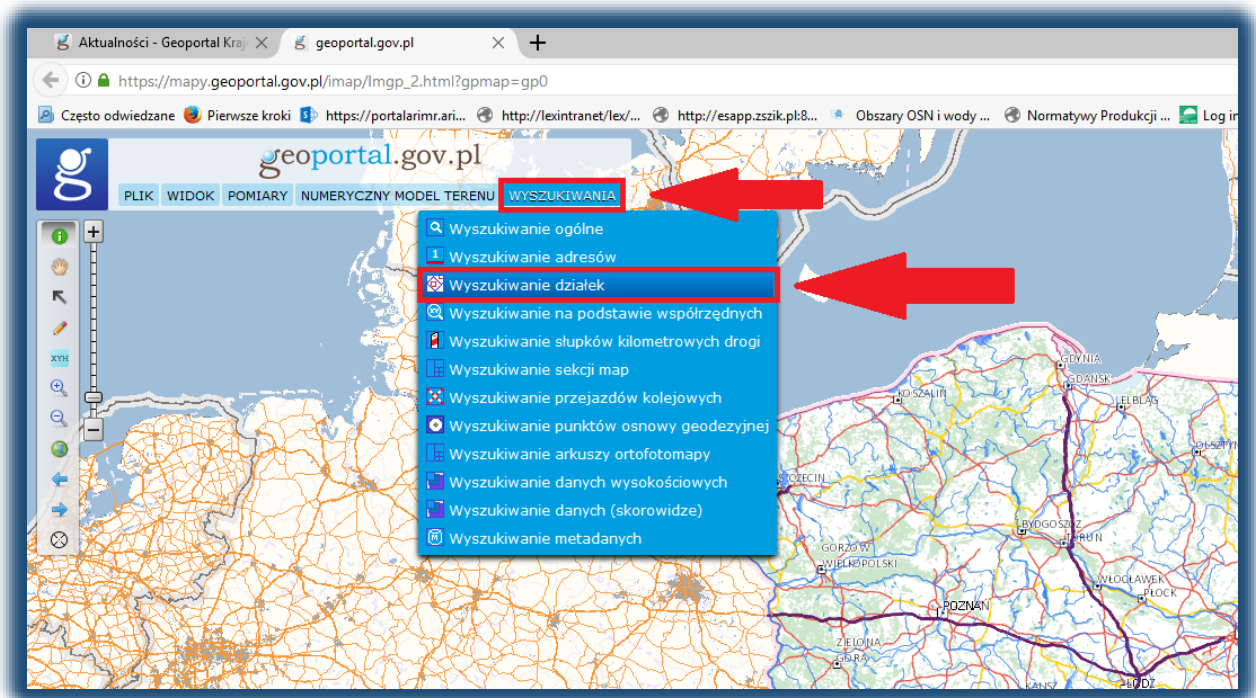 Aktualności - Geoportal Kraj
geoportal.gov.pl
https://mapy.geoportal.gov.pl/imap/Imgp_2.html?gpmap=gp0
Często odwiedzane Pierwsze kroki https://portalarimr.ari... http://lexintranet/lex/... http://esapp.zszik.pl:8... Obszary OSN i wody ... Normatywy Produkcji ... Log in
geoportal.gov.pl
PLIK WIDOK POMIARY NUMERYCZNY MODEL TERENU WYSZUKIWANIA
Wyszukiwanie ogólne
Wyszukiwanie adresów
Wyszukiwanie działek
Wyszukiwanie na podstawie współrzędnych
Wyszukiwanie słupków kilometrowych drogi
Wyszukiwanie sekcji map
Wyszukiwanie przejazdów kolejowych
Wyszukiwanie punktów osnowy geodezyjnej
Wyszukiwanie arkuszy ortofotomapy
Wyszukiwanie danych wysokościowych
Wyszukiwanie danych (skorowidze)
Wyszukiwanie metadanych
XYH
GDYNIA
GDAŃSK
KOSZALIN
ELBLĄG
OLSZTYN
SZCZECIN
BYDGOSZCZ
TORUŃ
GORZÓW
WIELKOPOLSKI
WŁOCŁAWEK
PŁOCK
POZNAŃ
ZIELONA
GÓRA
KALISZ
ŁÓDŹ